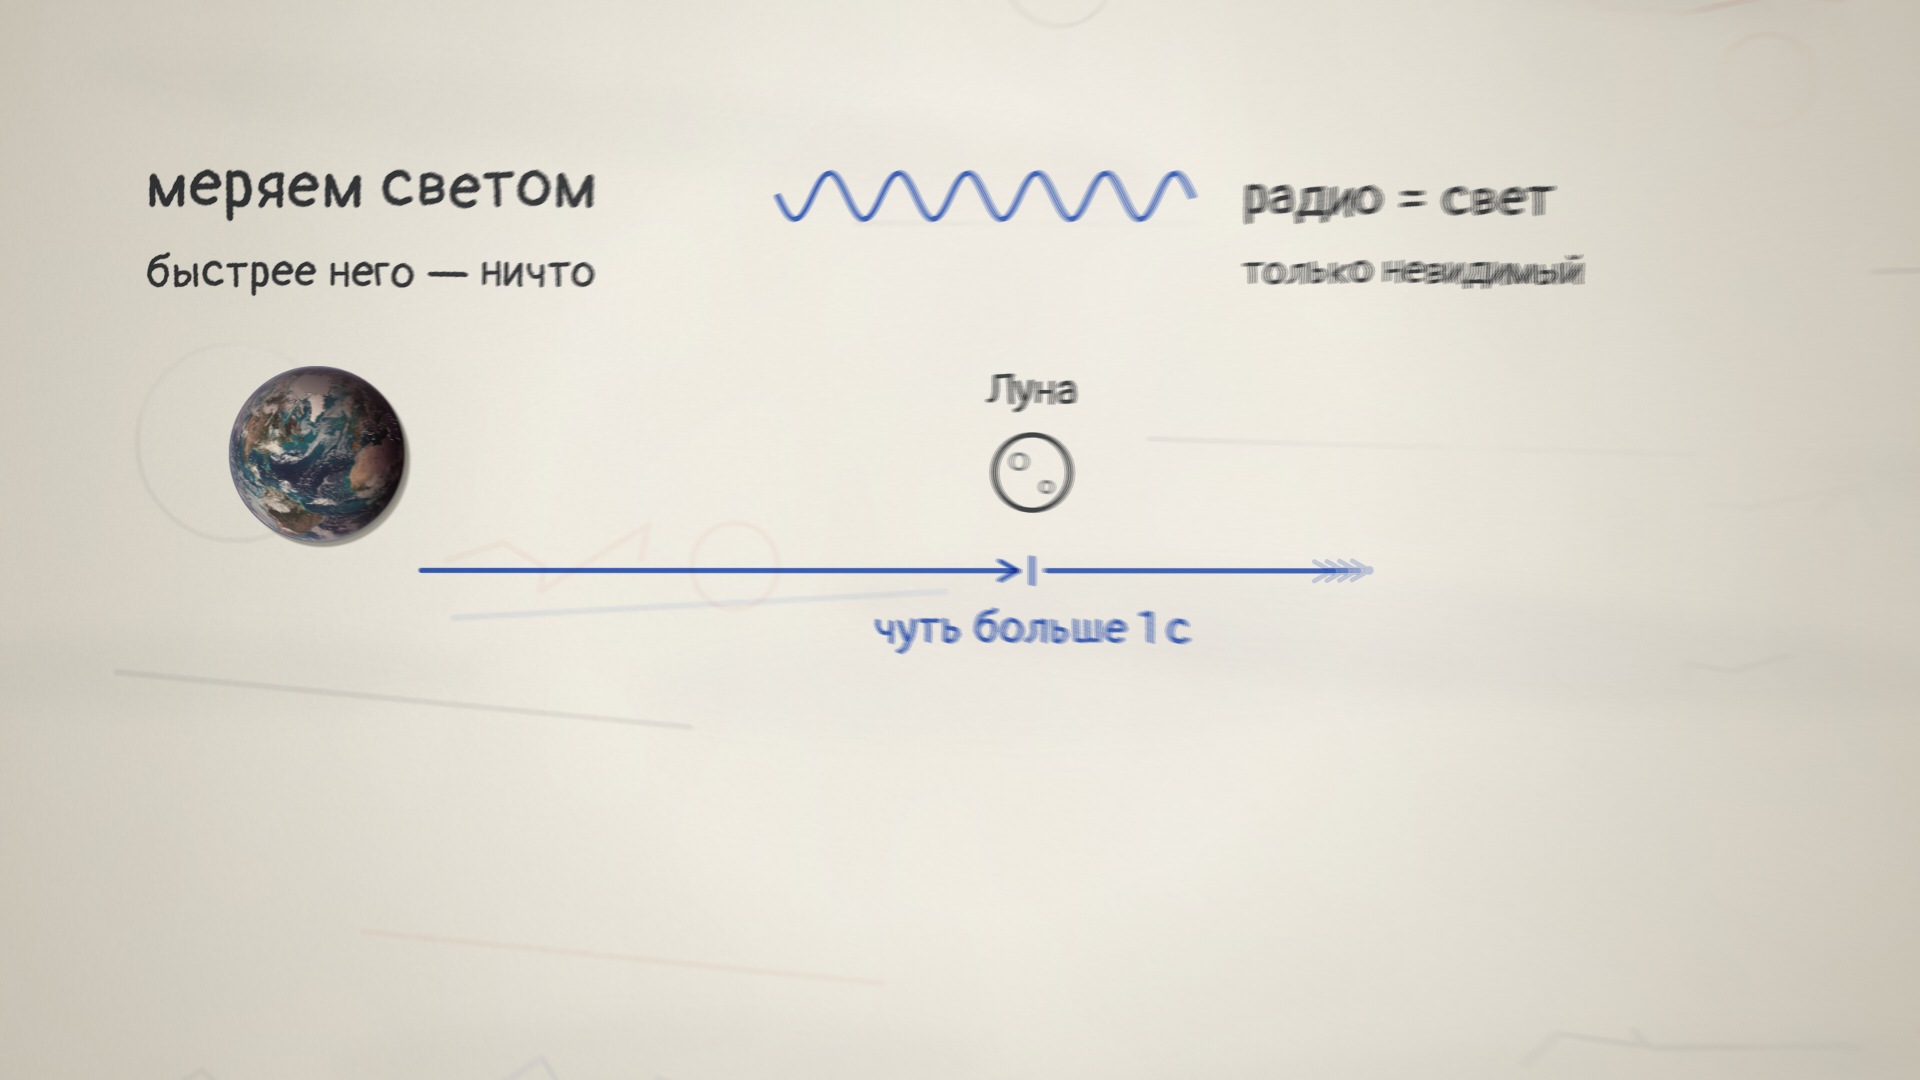 меряем светом
быстрее него — ничто
радио = свет
только невидимый
Луна
чуть больше 1 с